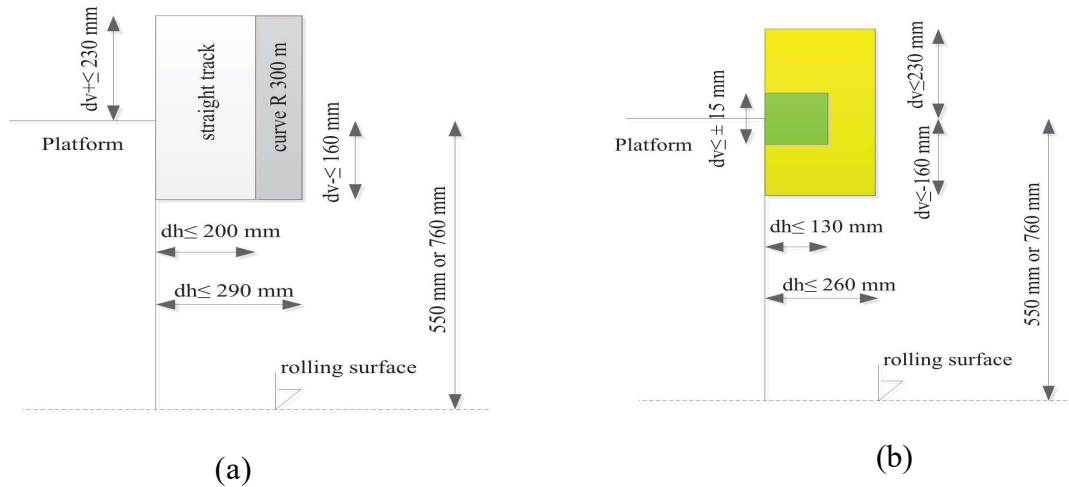 dv+≤ 230 mm
straight track
curve R 300 m
dv-≤ 160 mm
Platform
dh≤ 200 mm
dh≤ 290 mm
550 mm or 760 mm
rolling surface
(a)
dv≤230 mm
dv≤ ± 15 mm
dv≤-160 mm
Platform
dh≤ 130 mm
dh≤ 260 mm
550 mm or 760 mm
rolling surface
(b)